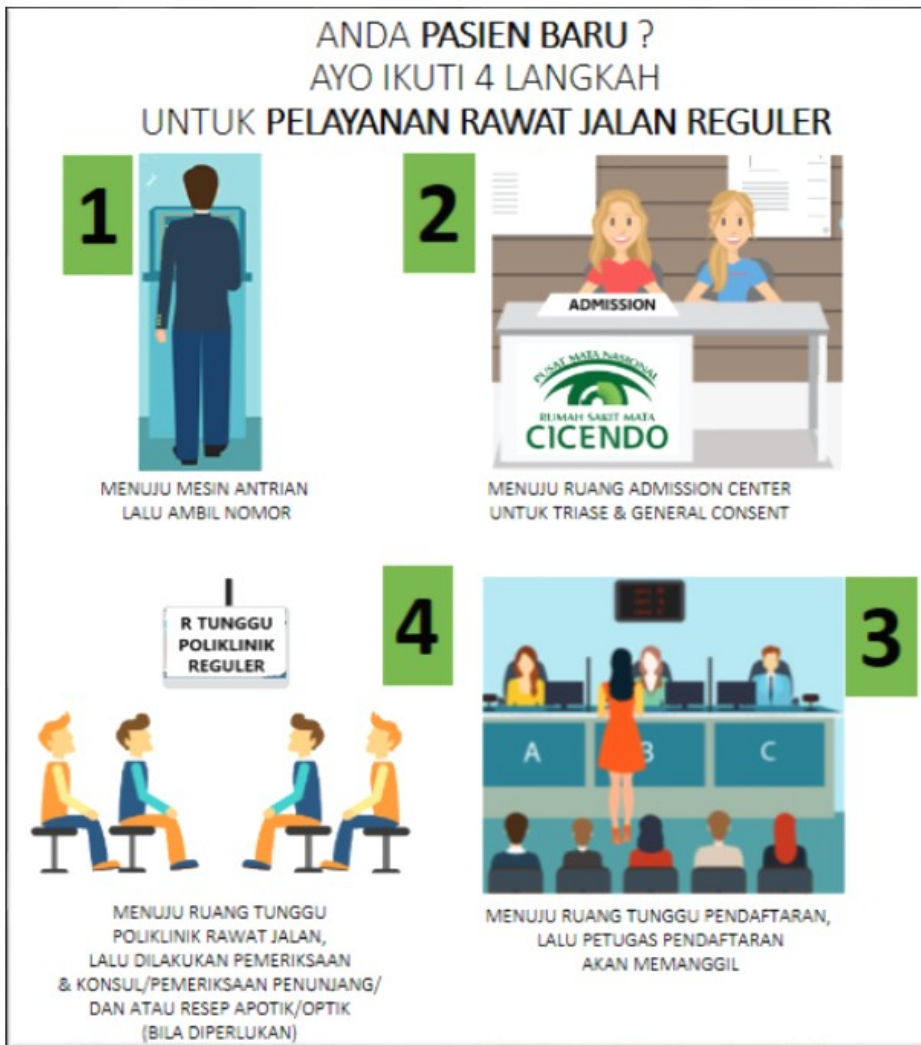 ANDA PASIEN BARU ?
AYO IKUTI 4 LANGKAH
UNTUK PELAYANAN RAWAT JALAN REGULER
1
MENUJU MESIN ANTRIAN
LALU AMBIL NOMOR
2
ADMISSION
PUSAT MATA NASIONAL
RUMAH SAKIT MATA
CICENDO
MENUJU RUANG ADMISSION CENTER
UNTUK TRIASE & GENERAL CONSENT
3
A B C
MENUJU RUANG TUNGGU PENDAFTARAN,
LALU PETUGAS PENDAFTARAN
AKAN MEMANGGIL
4
R TUNGGU
POLIKLINIK
REGULER
MENUJU RUANG TUNGGU
POLIKLINIK RAWAT JALAN,
LALU DILAKUKAN PEMERIKSAAN
& KONSUL/PEMERIKSAAN PENUNJANG/
DAN ATAU RESEP APOTIK/OPTIK
(BILA DIPERLUKAN)